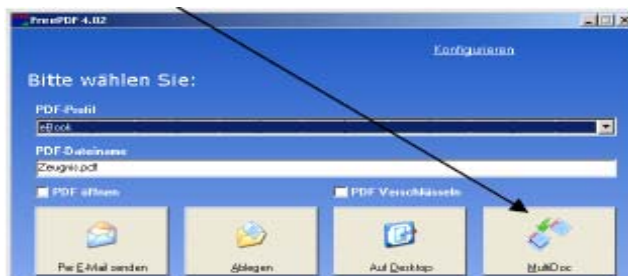 FreePDF 4.02
Konfigurieren
Bitte wählen Sie:
PDF-Profil
eBook
PDF-Dateiname
Zeugnis.pdf
PDF öffnen
PDF Verschlüsseln
Per E-Mail senden
Ablegen
Auf Desktop
MultiDoc